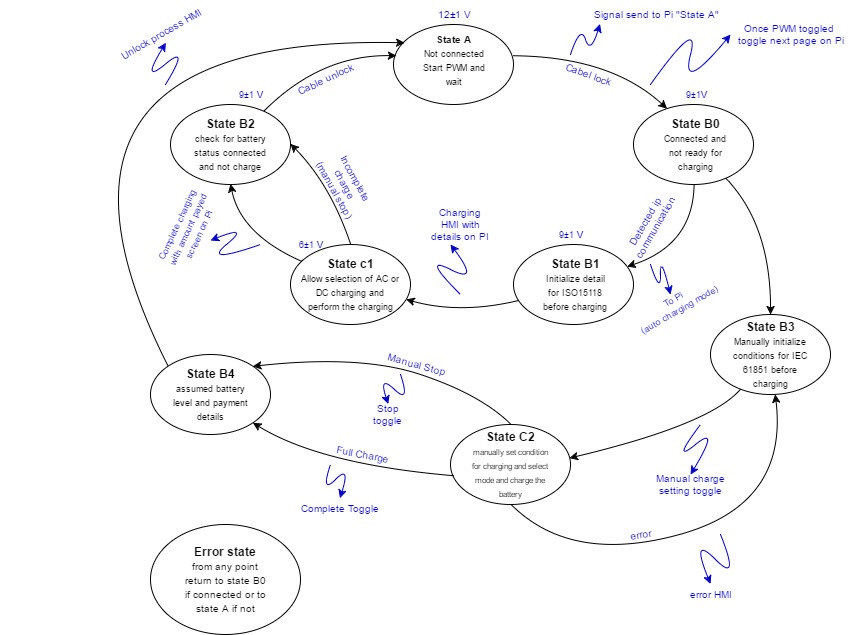 12±1 V
State A
Not connected
Start PWM and
wait
Signal send to Pi "State A"
Once PWM toggled
toggle next page on Pi
Unlock process HMI
Cable unlock
Cabel lock
9±1 V
State B2
check for battery
status connected
and not charge
9±1V
State B0
Connected and
not ready for
charging
Incomplete
charge
(manual stop)
Complete charging
with amount payed
screen on Pi
Charging
HMI with
details on PI
Detected ip
communication
6±1 V
State c1
Allow selection of AC or
DC charging and
perform the charging
9±1 V
State B1
Initialize detail
for ISO15118
before charging
To Pi
(auto charging mode)
State B3
Manually initialize
conditions for IEC
61851 before
charging
State B4
assumed battery
level and payment
details
Manual Stop
Stop
toggle
Full Charge
Complete Toggle
State C2
manually set condition
for charging and select
mode and charge the
battery
Manual charge
setting toggle
error
error HMI
Error state
from any point
return to state B0
if connected or to
state A if not